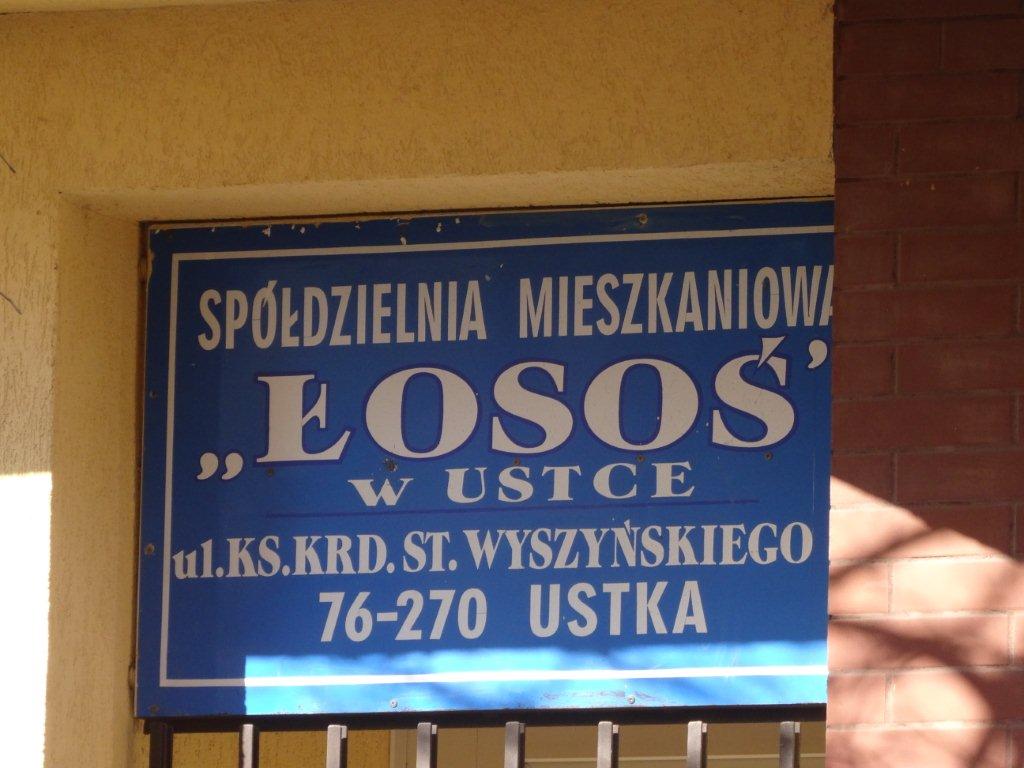 SPÓŁDZIELNIA MIESZKANIOWA
„ŁOSOŚ”
W USTCE
ul.KS.KRD. ST. WYSZYŃSKIEGO
76-270 USTKA